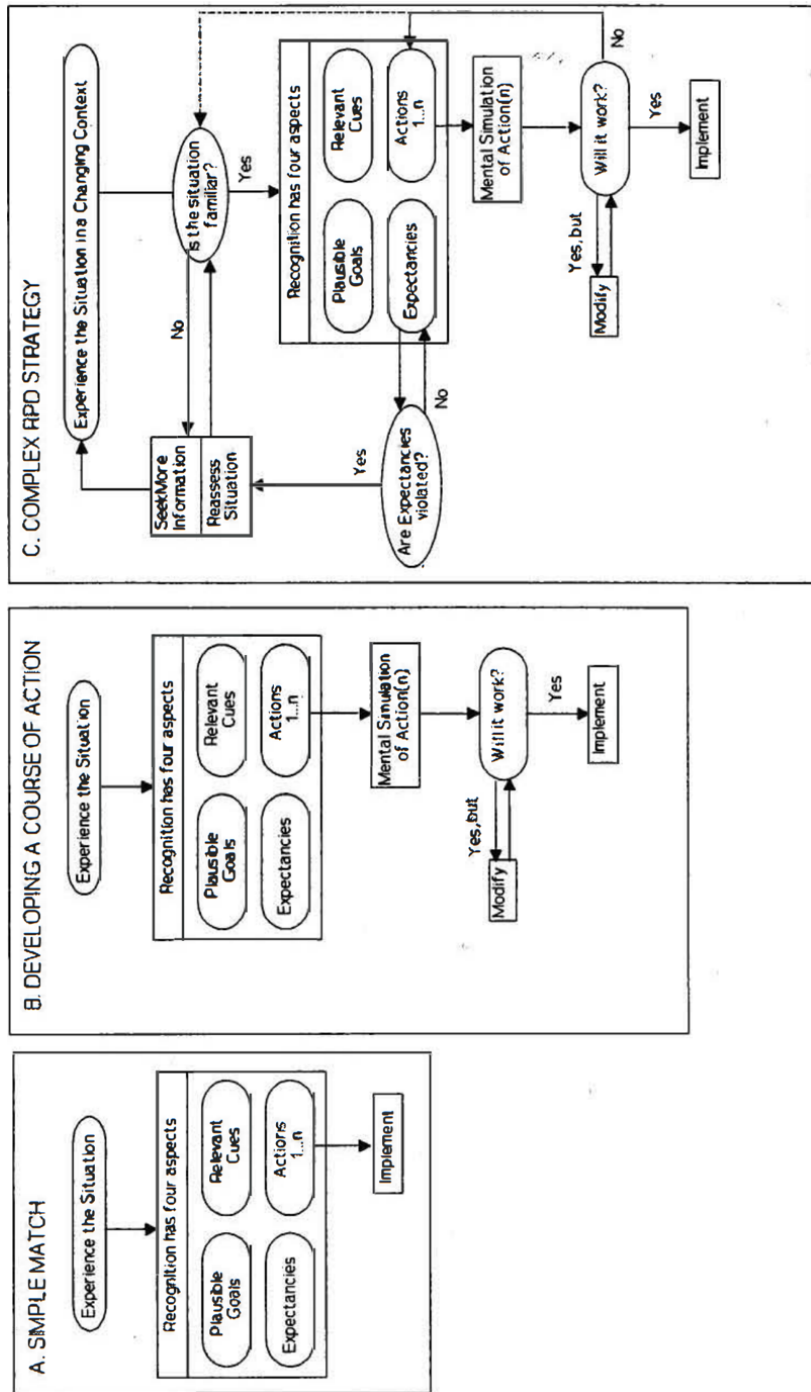 A. SIMPLE MATCH
Experience the Situation
Recognition has four aspects
Plausible
Goals
Relevant
Cues
Expectancies
Actions
1...n
Implement
B. DEVELOPING A COURSE OF ACTION
Experience the Situation
Recognition has four aspects
Plausible
Goals
Relevant
Cues
Expectancies
Actions
1...n
Mental Simulation
of Action(n)
Will it work?
Yes, but
Modify
Yes
Implement
C. COMPLEX RPD STRATEGY
Experience the Situation in a Changing Context
Seek More
Information
Reassess
Situation
No
Is the situation
familiar?
Yes
Recognition has four aspects
Plausible
Goals
Relevant
Cues
Expectancies
Actions
1...n
Yes
Are Expectancies
violated?
No
Mental Simulation
of Action(n)
Will it work?
No
Yes, but
Modify
Yes
Implement